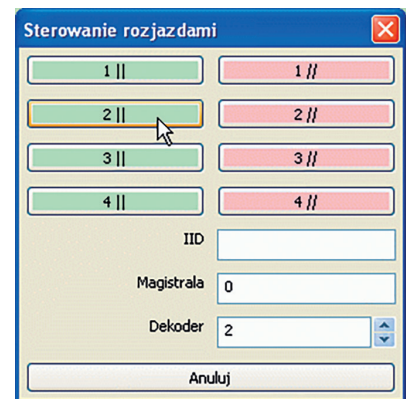 Sterowanie rozjazdami
1 || 1 //
2 || 2 //
3 || 3 //
4 || 4 //
IID
Magistrala 0
Dekoder 2
Anuluj